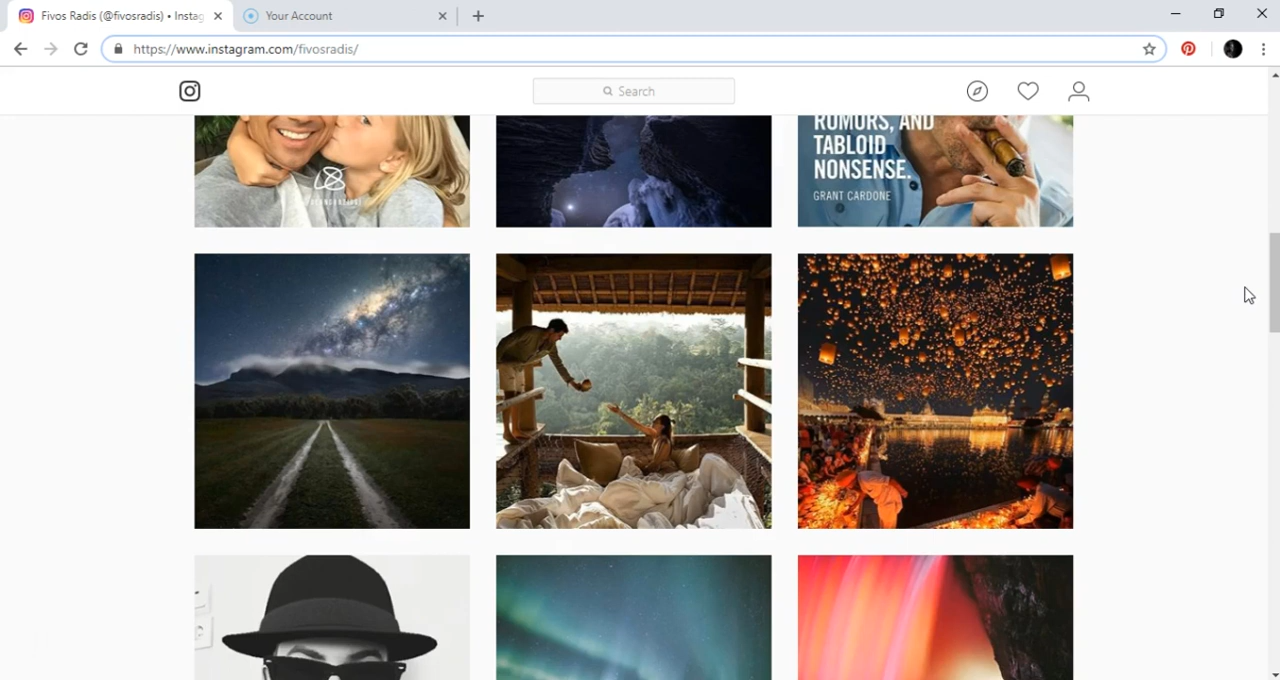 Fivos Radis (@fivosradis) • Instag
Your Account
https://www.instagram.com/fivosradis/
Search
RUMORS, AND
TABLOID
NONSENSE.
GRANT CARDONE